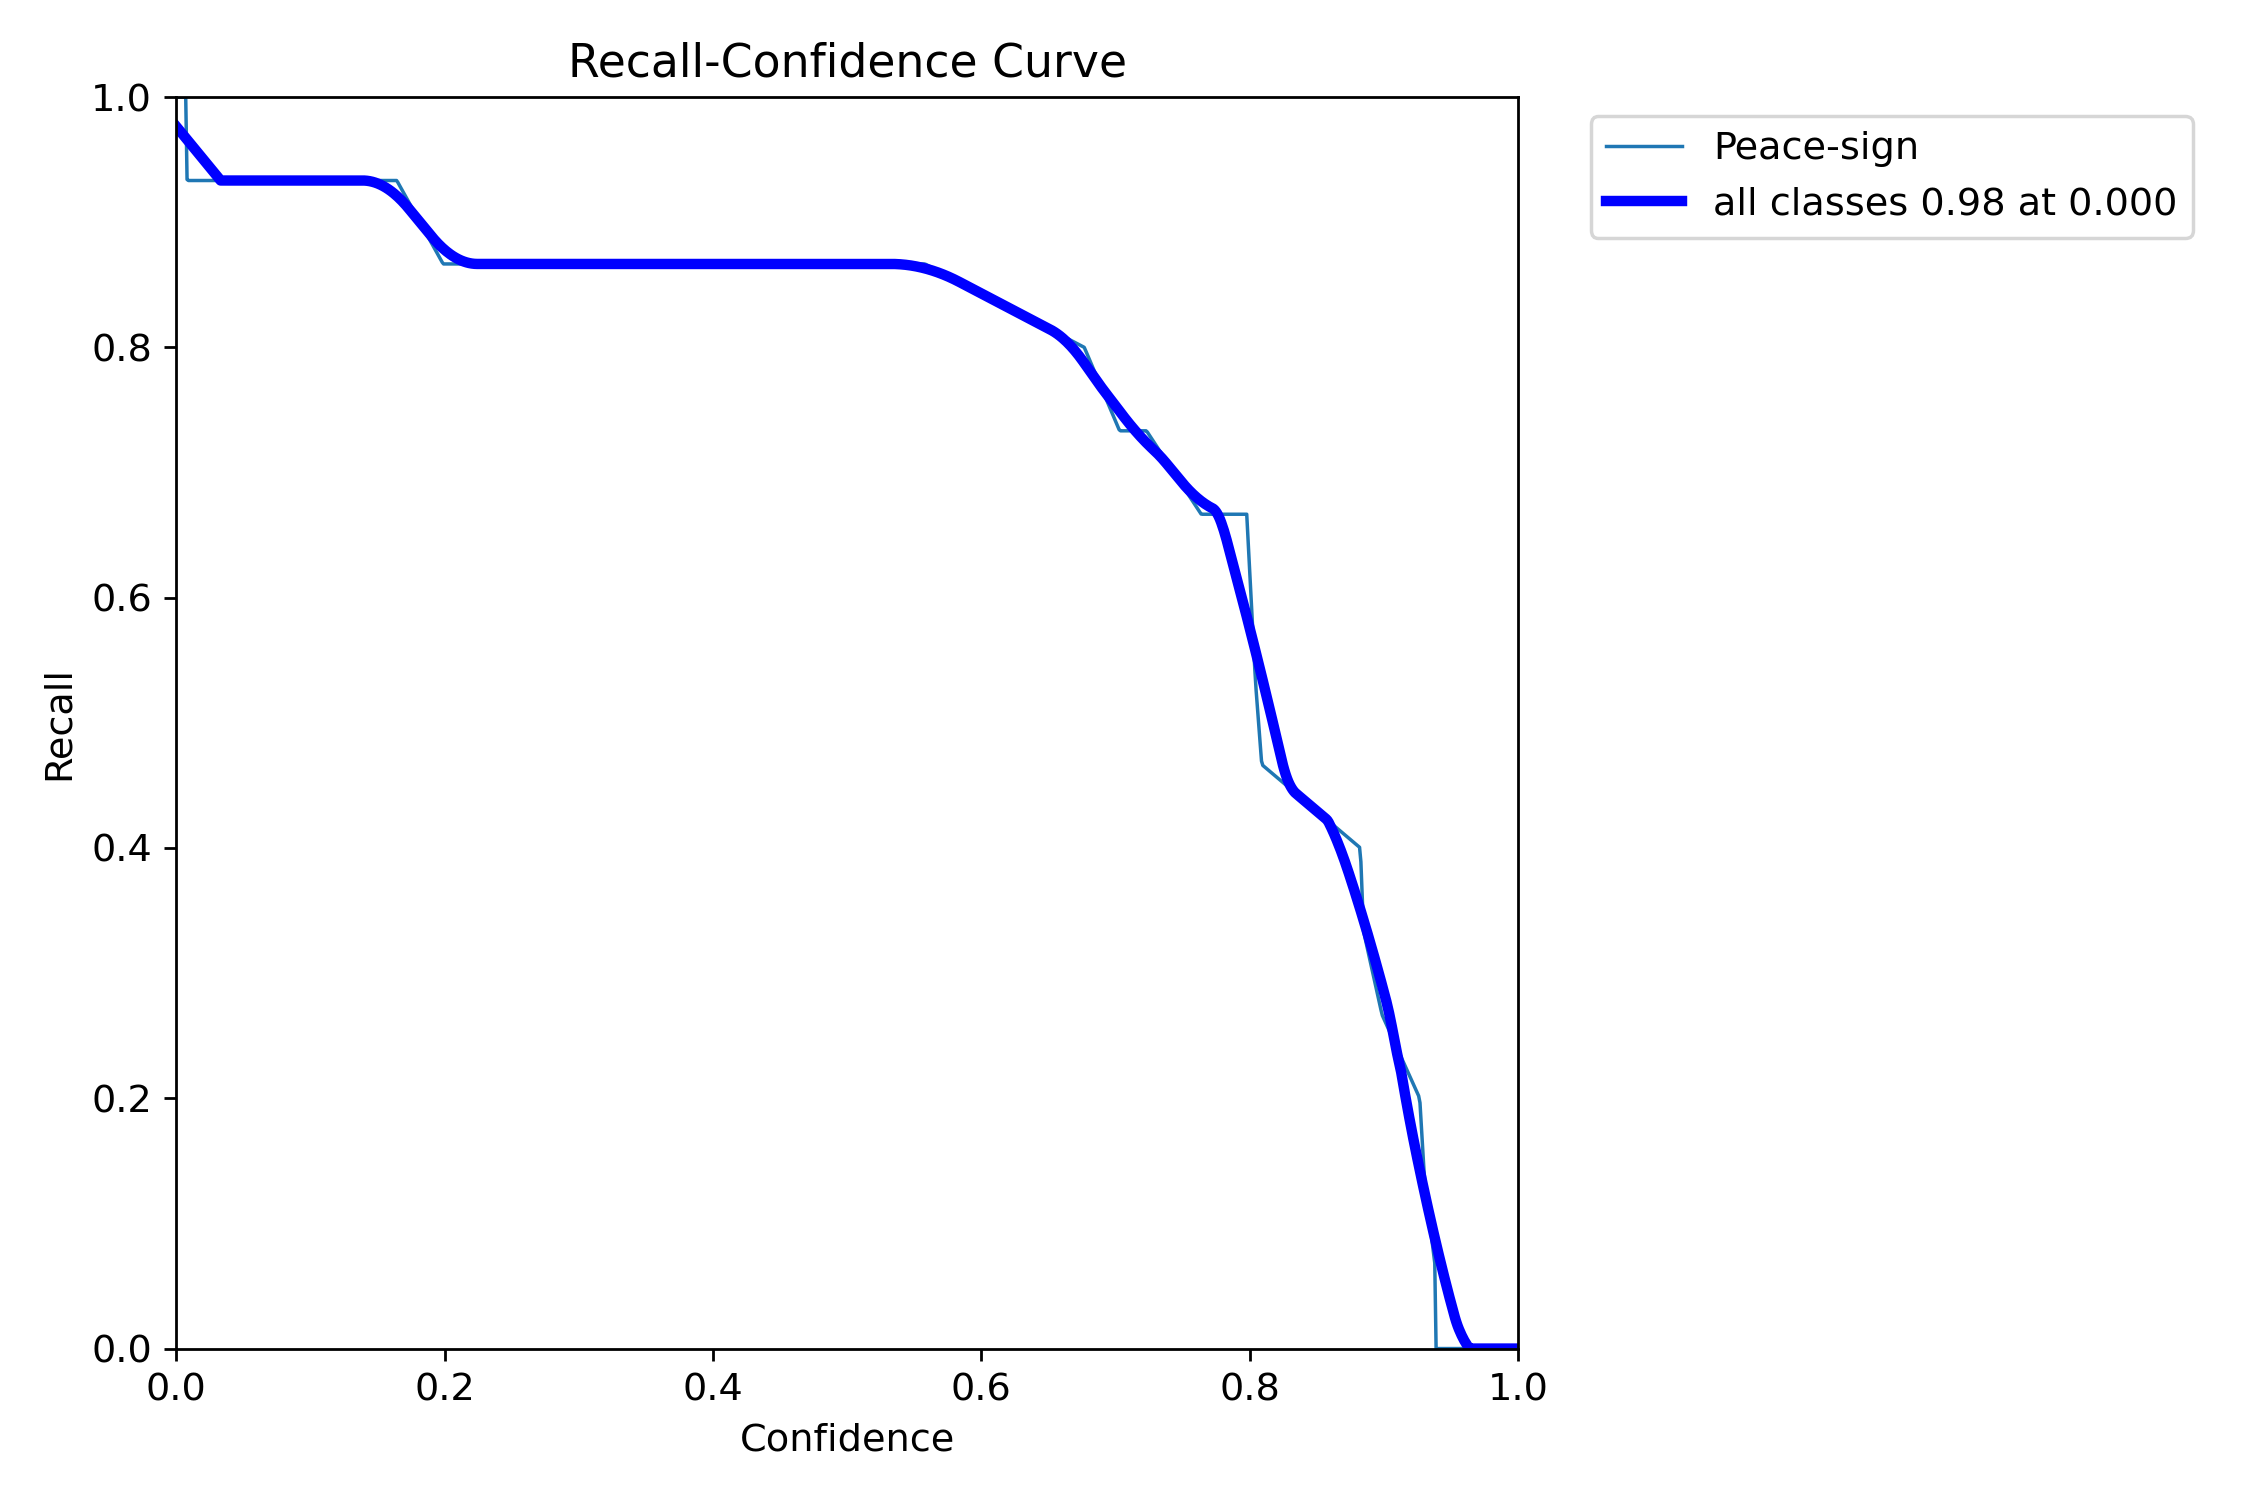 Recall-Confidence Curve
1.0
0.8
0.6
0.4
0.2
0.0
Recall
0.0 0.2 0.4 0.6 0.8 1.0
Confidence
Peace-sign
all classes 0.98 at 0.000